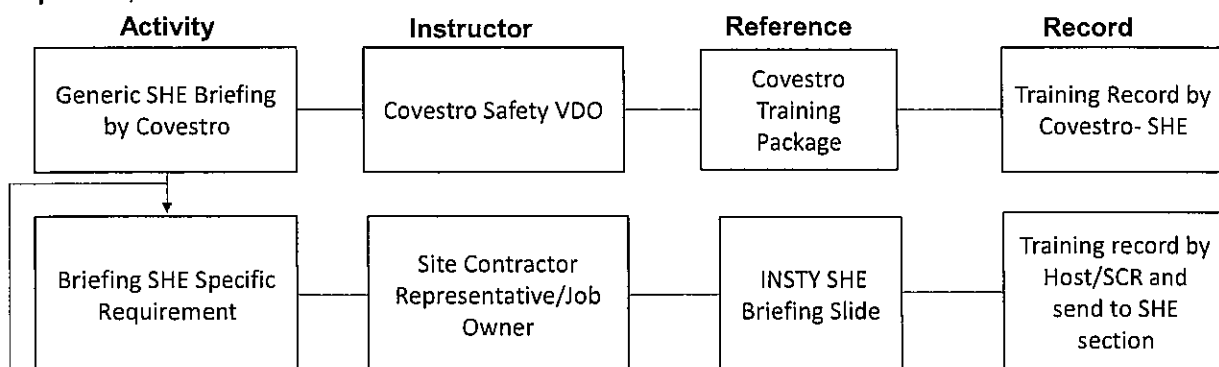 Activity Instructor Reference Record
Generic SHE Briefing
by Covestro
Covestro Safety VDO
Covestro
Training
Package
Training Record by
Covestro- SHE
Briefing SHE Specific
Requirement
Site Contractor
Representative/Job
Owner
INSTY SHE
Briefing Slide
Training record by
Host/SCR and
send to SHE
section